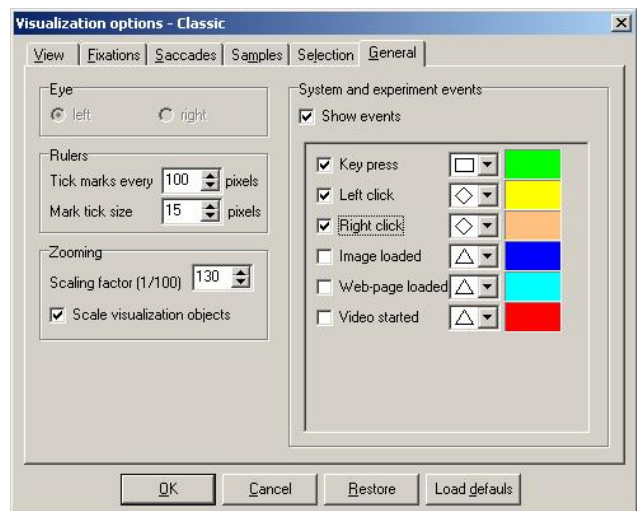 Visualization options - Classic
View Fixations Saccades Samples Selection General
Eye
left right
Rulers
Tick marks every 100 pixels
Mark tick size 15 pixels
Zooming
Scaling factor (1/100) 130
Scale visualization objects
System and experiment events
Show events
Key press
Left click
Right click
Image loaded
Web-page loaded
Video started
OK Cancel Restore Load defauls